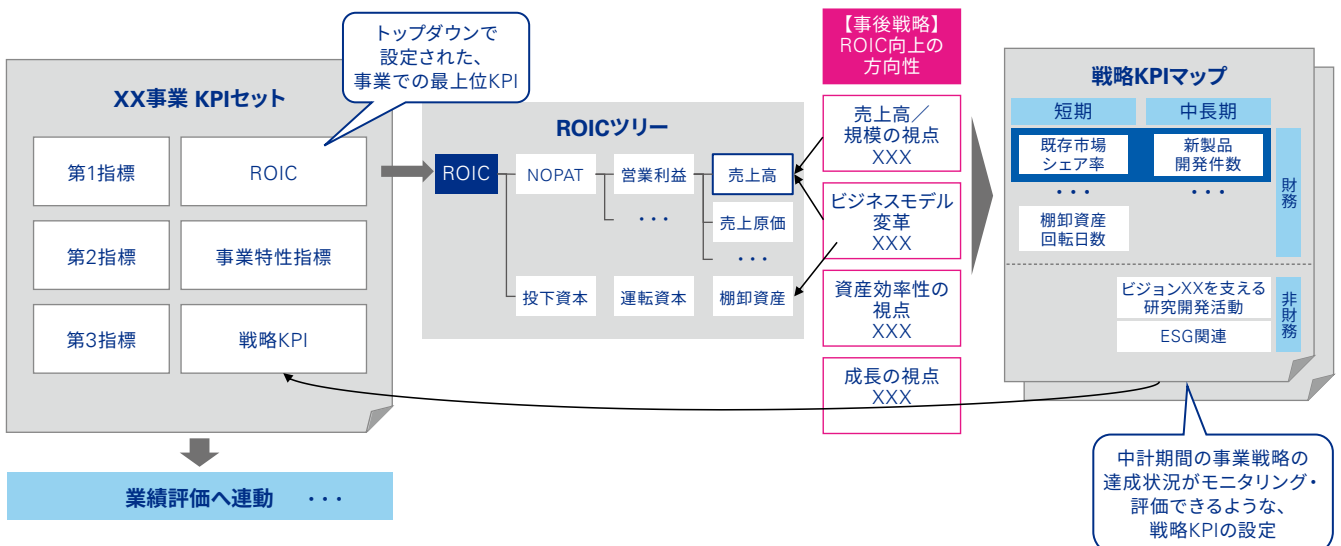 トップダウンで
設定された、
事業での最上位KPI
XX事業 KPIセット
第1指標
ROIC
第2指標
事業特性指標
第3指標
戦略KPI
業績評価へ連動　・・・
ROICツリー
ROIC
NOPAT
営業利益
売上高
・・・
売上原価
・・・
投下資本
運転資本
棚卸資産
【事後戦略】
ROIC向上の
方向性
売上高／
規模の視点
XXX
ビジネスモデル
変革
XXX
資産効率性の
視点
XXX
成長の視点
XXX
戦略KPIマップ
短期
中長期
既存市場
シェア率
新製品
開発件数
・・・
・・・
棚卸資産
回転日数
財務
ビジョンXXを支える
研究開発活動
ESG関連
非財務
中計期間の事業戦略の
達成状況がモニタリング・
評価できるような、
戦略KPIの設定